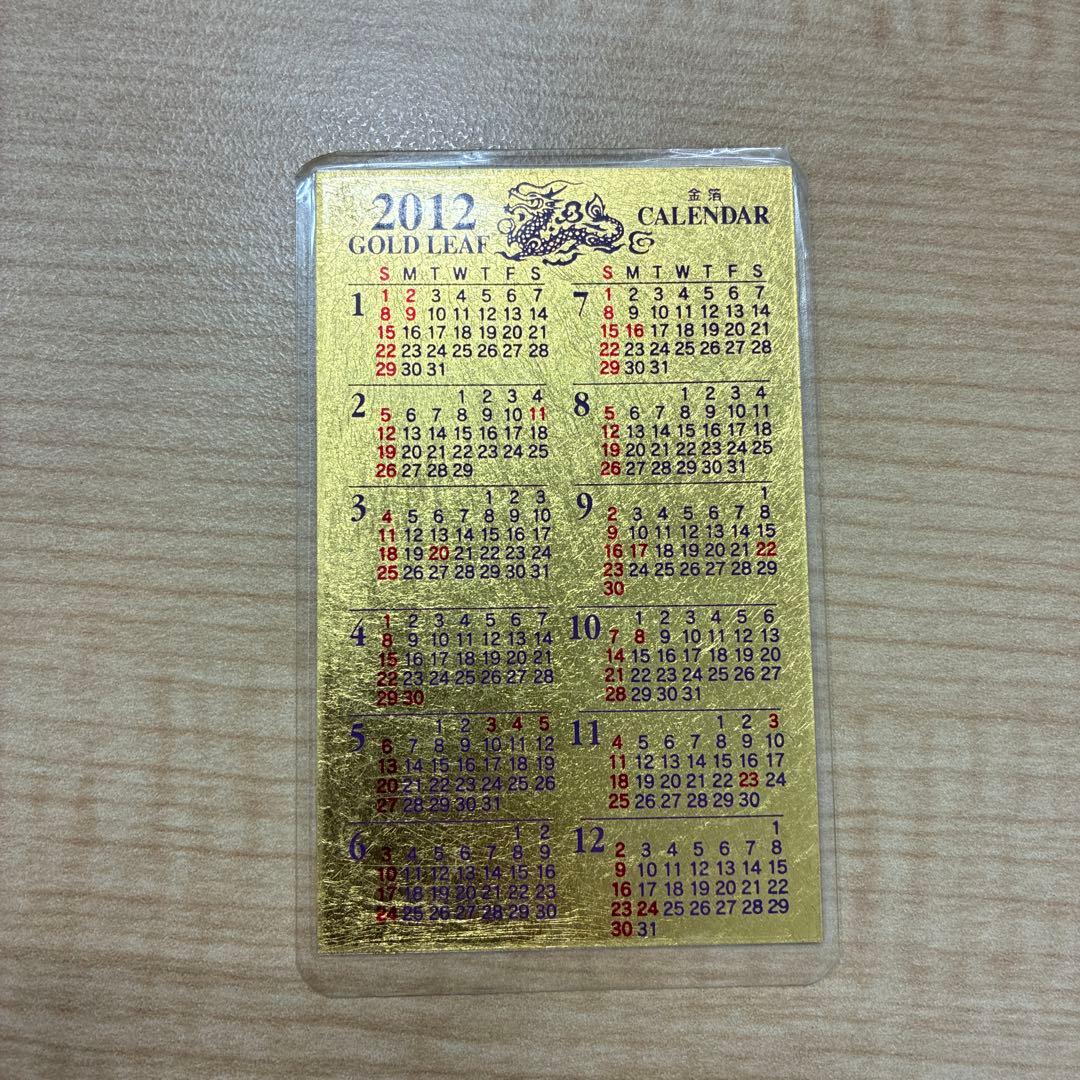 2012
GOLD LEAF
金箔
CALENDAR
S M T W T F S
1
1 2 3 4 5 6 7
8 9 10 11 12 13 14
15 16 17 18 19 20 21
22 23 24 25 26 27 28
29 30 31
2
1 2 3 4
5 6 7 8 9 10 11
12 13 14 15 16 17 18
19 20 21 22 23 24 25
26 27 28 29
3
1 2 3
4 5 6 7 8 9 10
11 12 13 14 15 16 17
18 19 20 21 22 23 24
25 26 27 28 29 30 31
4
1 2 3 4 5 6 7
8 9 10 11 12 13 14
15 16 17 18 19 20 21
22 23 24 25 26 27 28
29 30
5
1 2 3 4 5
6 7 8 9 10 11 12
13 14 15 16 17 18 19
20 21 22 23 24 25 26
27 28 29 30 31
6
1 2
3 4 5 6 7 8 9
10 11 12 13 14 15 16
17 18 19 20 21 22 23
24 25 26 27 28 29 30
S M T W T F S
7
1 2 3 4 5 6 7
8 9 10 11 12 13 14
15 16 17 18 19 20 21
22 23 24 25 26 27 28
29 30 31
8
1 2 3 4
5 6 7 8 9 10 11
12 13 14 15 16 17 18
19 20 21 22 23 24 25
26 27 28 29 30 31
9
1
2 3 4 5 6 7 8
9 10 11 12 13 14 15
16 17 18 19 20 21 22
23 24 25 26 27 28 29
30
10
1 2 3 4 5 6
7 8 9 10 11 12 13
14 15 16 17 18 19 20
21 22 23 24 25 26 27
28 29 30 31
11
1 2 3
4 5 6 7 8 9 10
11 12 13 14 15 16 17
18 19 20 21 22 23 24
25 26 27 28 29 30
12
1
2 3 4 5 6 7 8
9 10 11 12 13 14 15
16 17 18 19 20 21 22
23 24 25 26 27 28 29
30 31